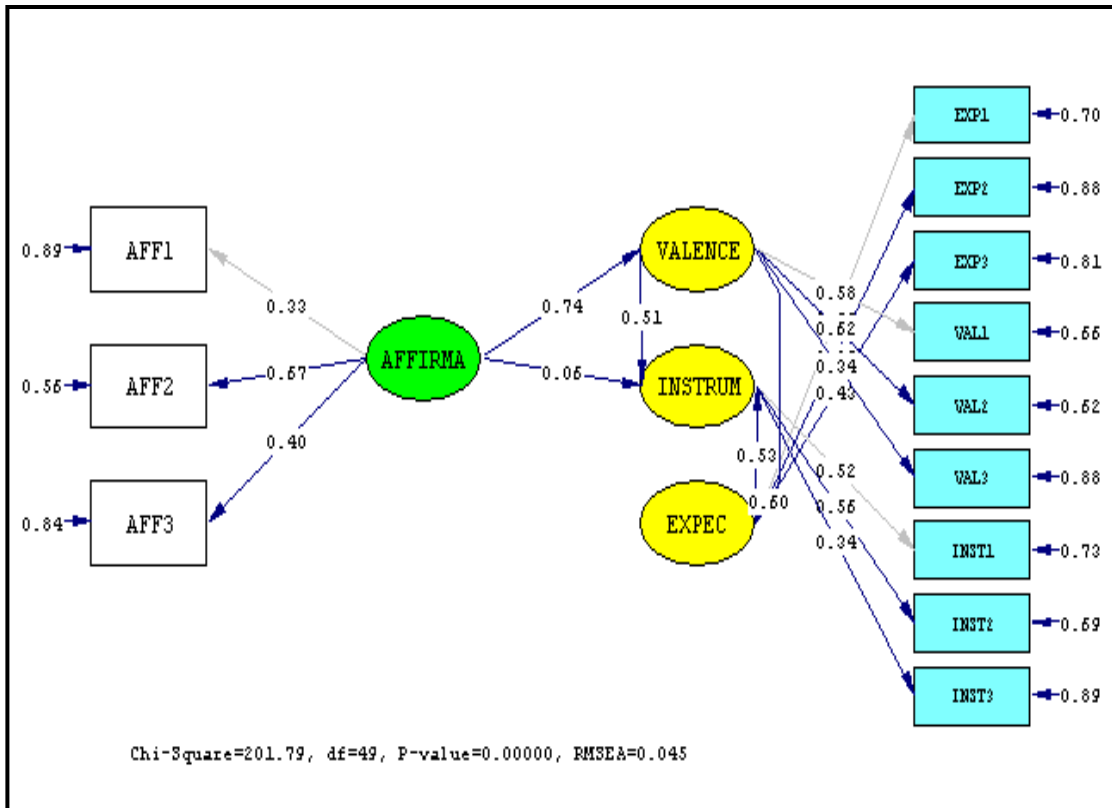 EXP1
0.70
EXP2
0.88
EXP3
0.81
0.89
AFF1
VALENCE
0.58
0.33
0.74
0.51
0.62
VAL1
0.66
0.34
AFFIRMA
0.56
AFF2
0.67
0.06
INSTRUM
0.43
VAL2
0.62
0.40
0.53
0.52
VAL3
0.88
0.60
0.56
0.84
AFF3
EXPEC
0.34
INST1
0.73
INST2
0.69
INST3
0.89
Chi-Square=201.79, df=49, P-value=0.00000, RMSEA=0.045